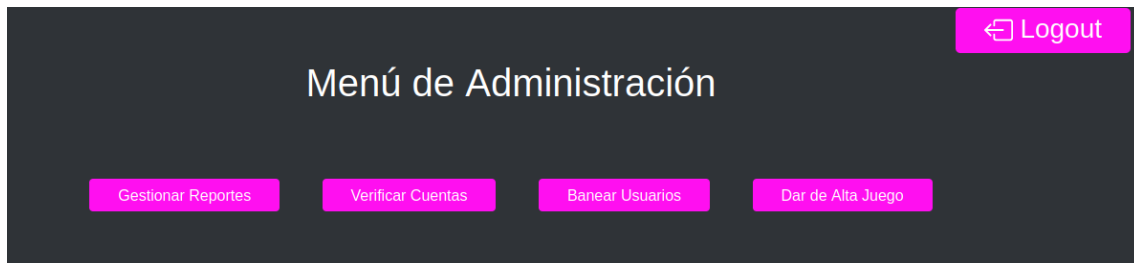 Logout
Menú de Administración
Gestionar Reportes
Verificar Cuentas
Banear Usuarios
Dar de Alta Juego